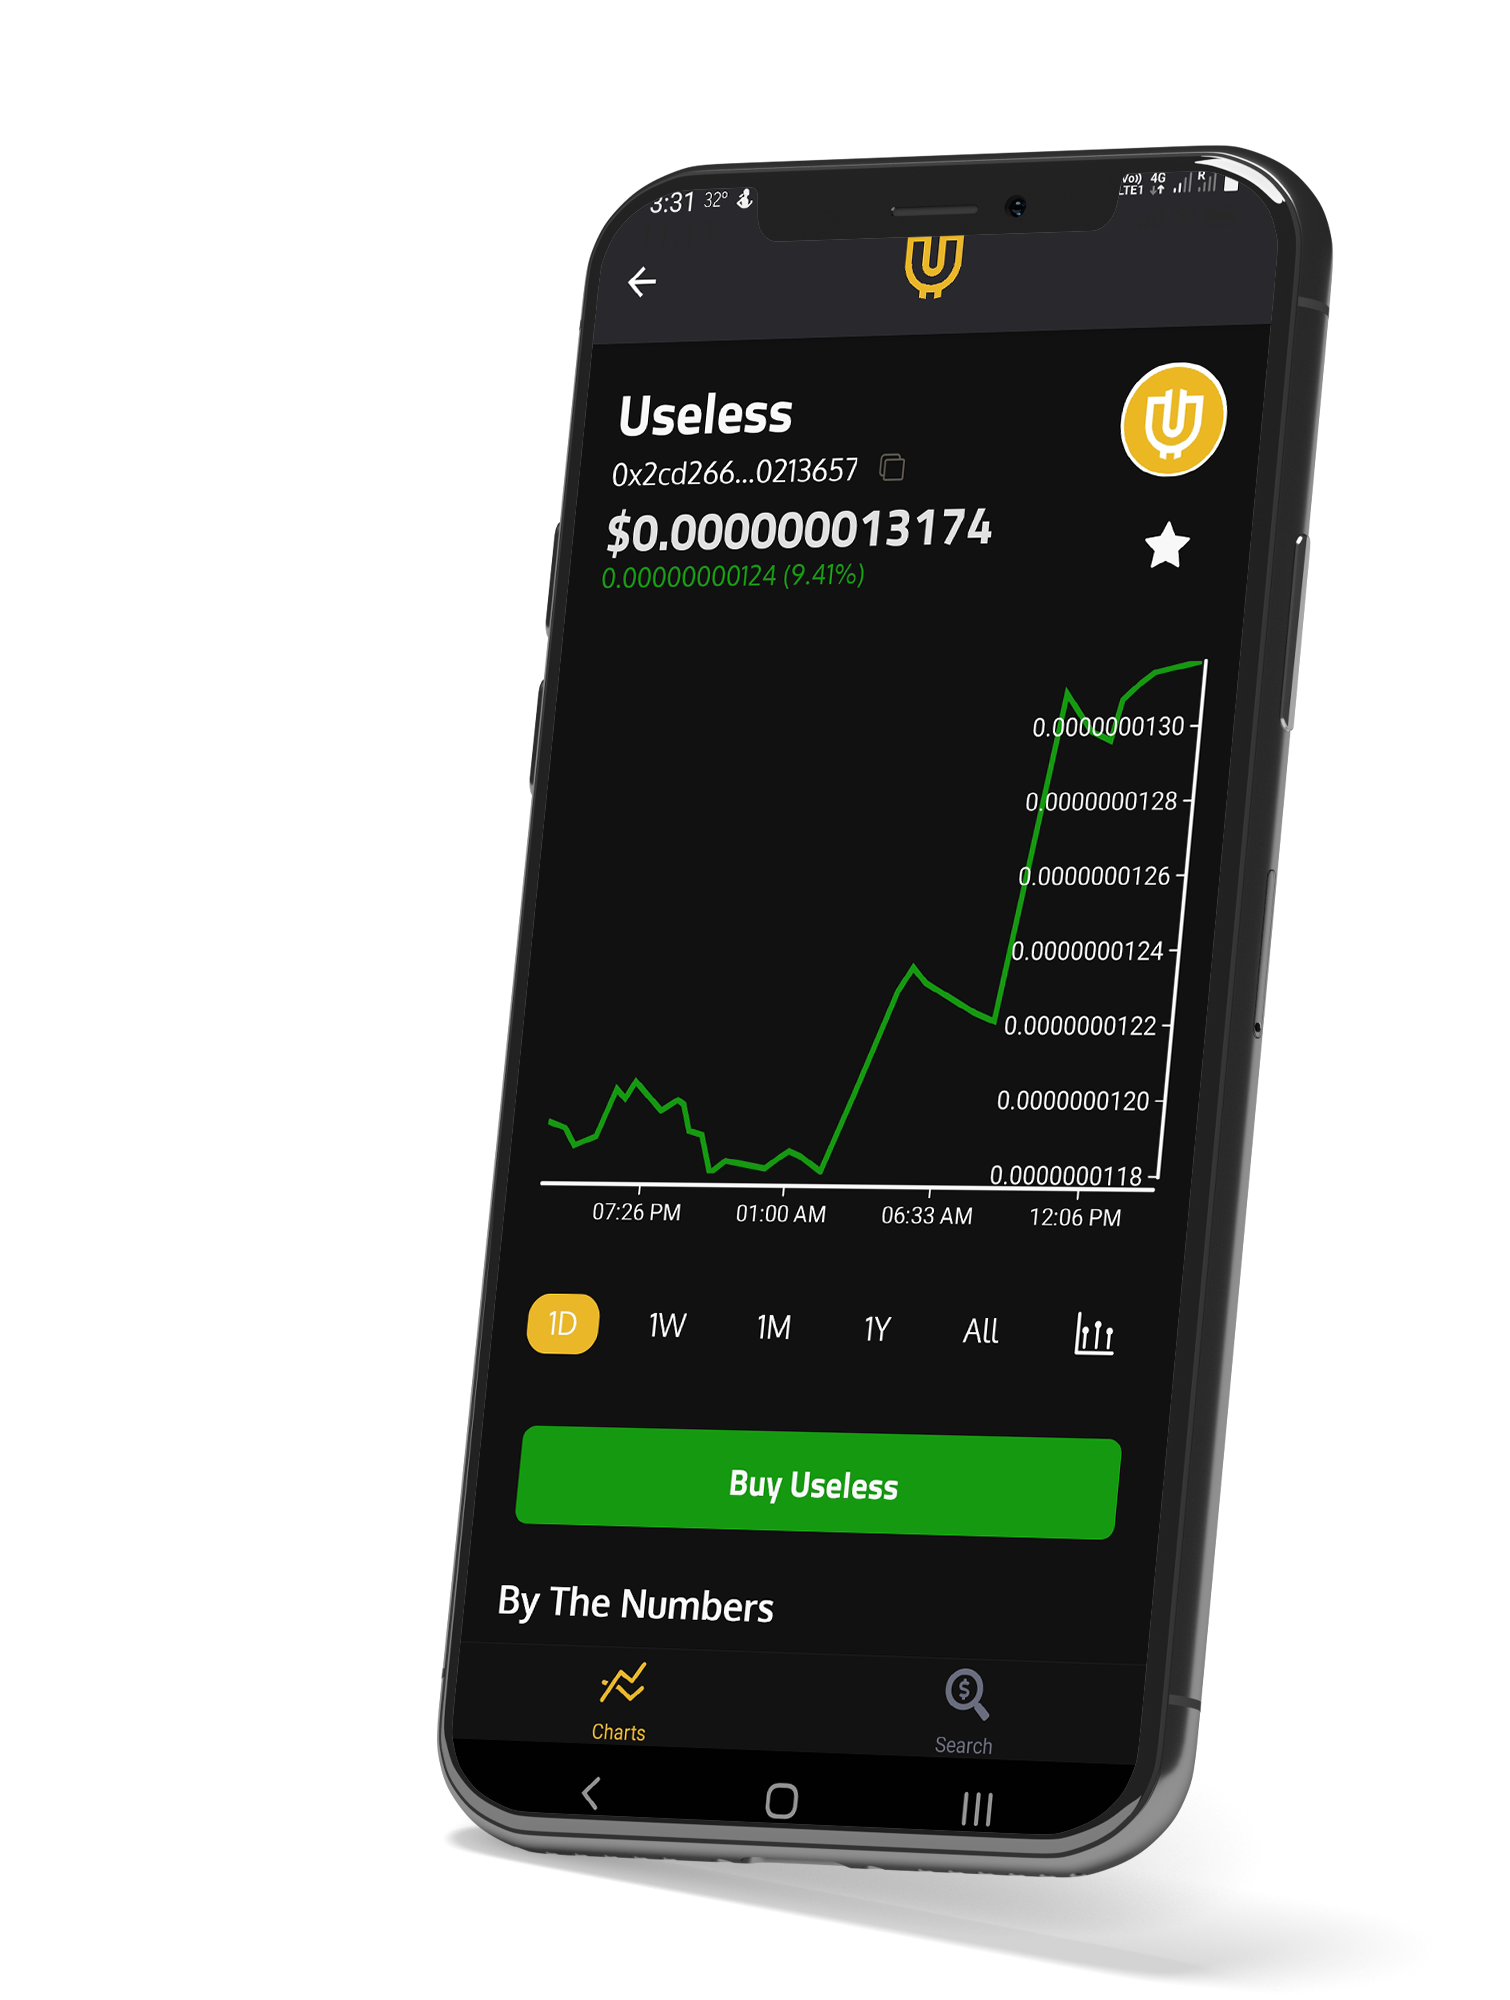 3:31 32°
Vo)) 4G R
LTE1
Useless
0x2cd266...0213657
$0.000000013174
0.00000000124 (9.41%)
0.0000000130
0.0000000128
0.0000000126
0.0000000124
0.0000000122
0.0000000120
0.0000000118
07:26 PM 01:00 AM 06:33 AM 12:06 PM
1D 1W 1M 1Y All
Buy Useless
By The Numbers
Charts Search